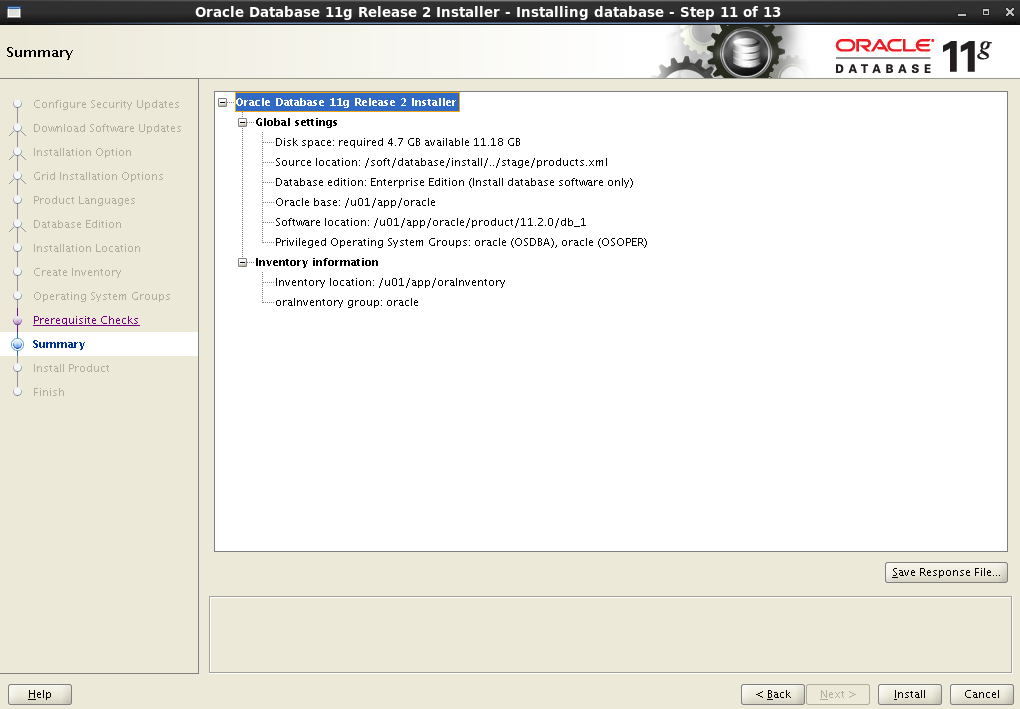 Oracle Database 11g Release 2 Installer - Installing database - Step 11 of 13
Summary
ORACLE
DATABASE
11g
Configure Security Updates
Download Software Updates
Installation Option
Grid Installation Options
Product Languages
Database Edition
Installation Location
Create Inventory
Operating System Groups
Prerequisite Checks
Summary
Install Product
Finish
Oracle Database 11g Release 2 Installer
Global settings
Disk space: required 4.7 GB available 11.18 GB
Source location: /soft/database/install/../stage/products.xml
Database edition: Enterprise Edition (Install database software only)
Oracle base: /u01/app/oracle
Software location: /u01/app/oracle/product/11.2.0/db_1
Privileged Operating System Groups: oracle (OSDBA), oracle (OSOPER)
Inventory information
Inventory location: /u01/app/oraInventory
oraInventory group: oracle
Save Response File...
Help
< Back
Next >
Install
Cancel